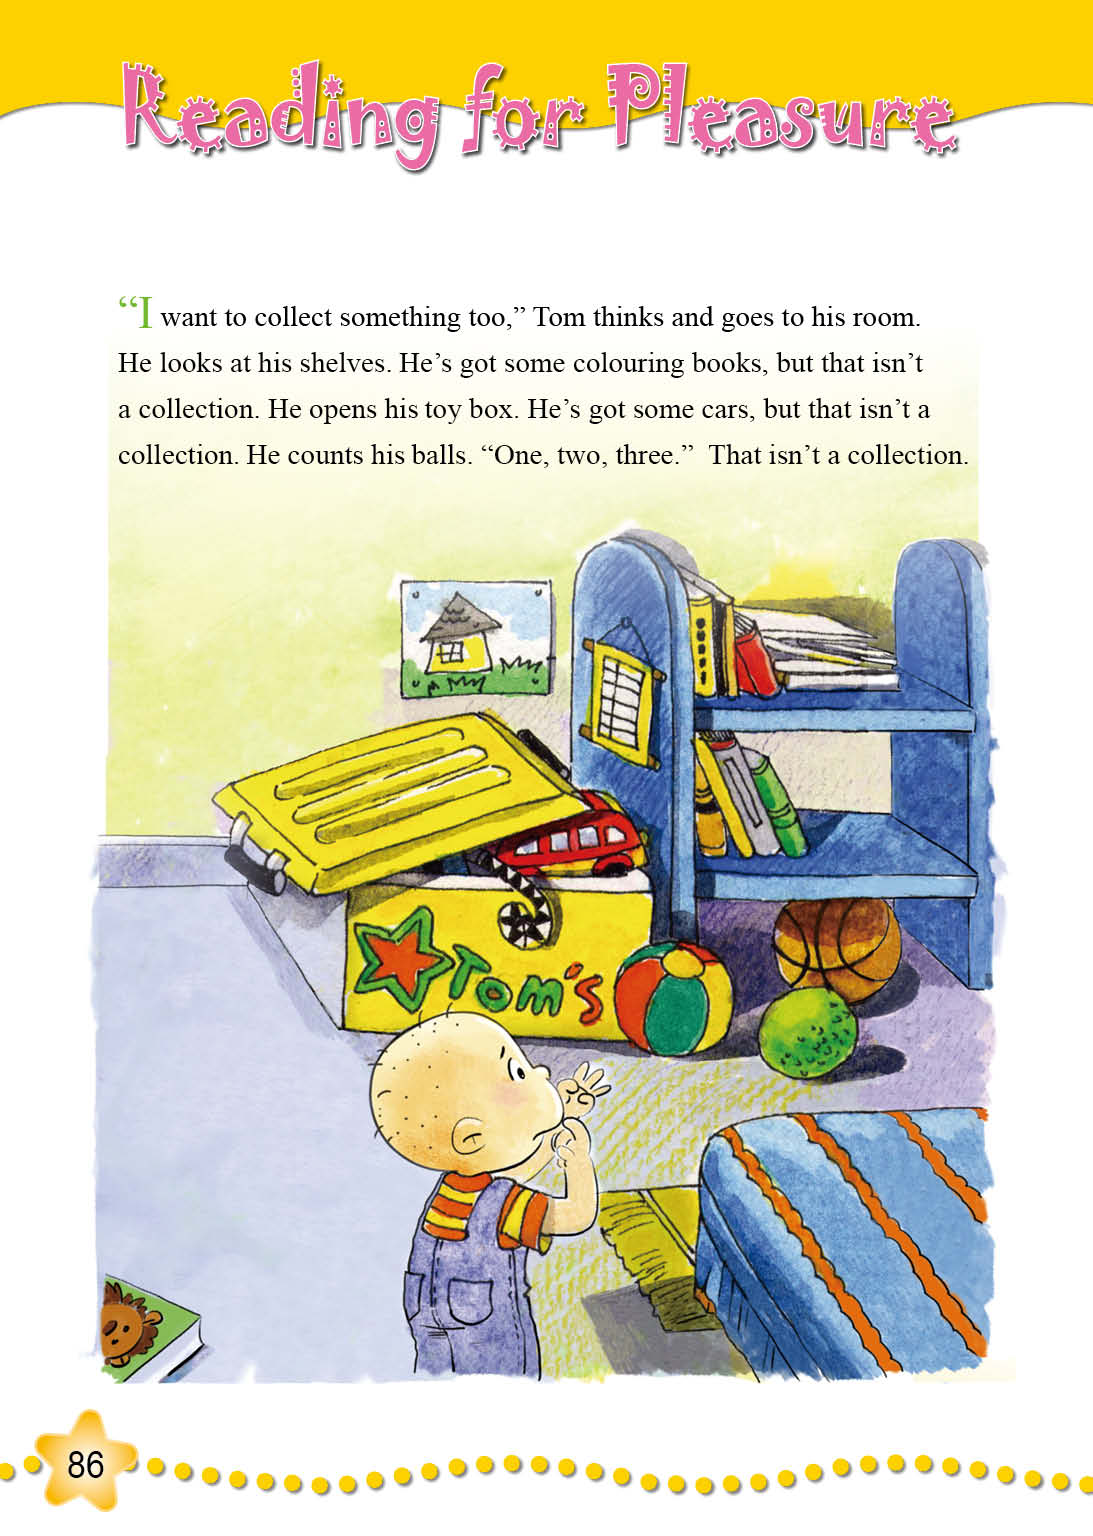 Reading for Pleasure
“I want to collect something too,” Tom thinks and goes to his room.
He looks at his shelves. He’s got some colouring books, but that isn’t
a collection. He opens his toy box. He’s got some cars, but that isn’t a
collection. He counts his balls. “One, two, three.”  That isn’t a collection.
Tom's
86